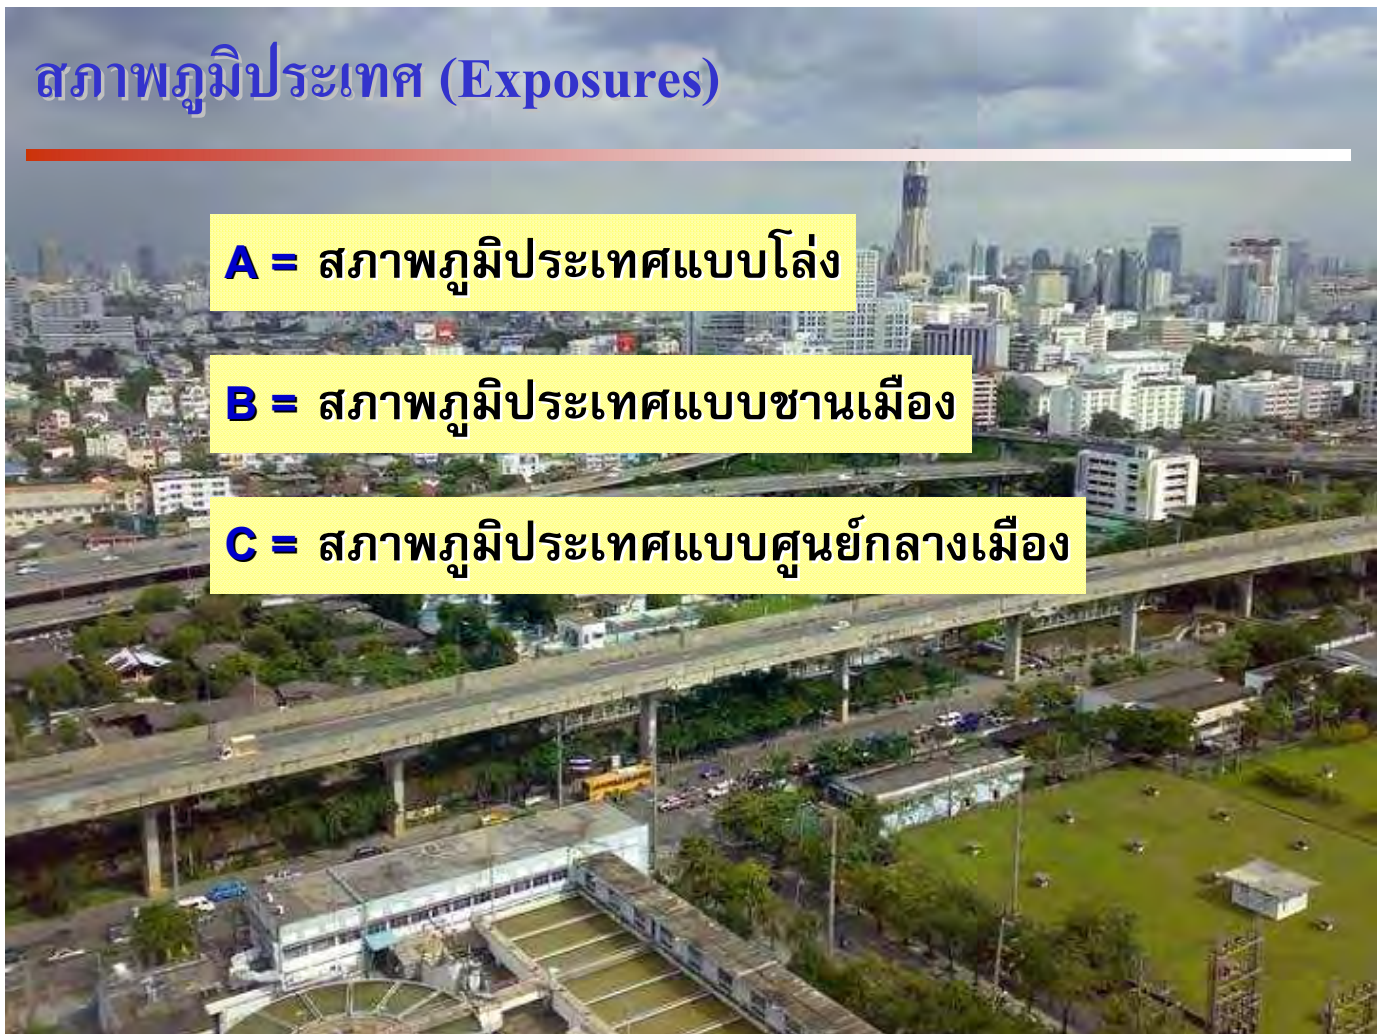 สภาพภูมิประเทศ (Exposures)
A = สภาพภูมิประเทศแบบโล่ง
B = สภาพภูมิประเทศแบบชานเมือง
C = สภาพภูมิประเทศแบบศูนย์กลางเมือง